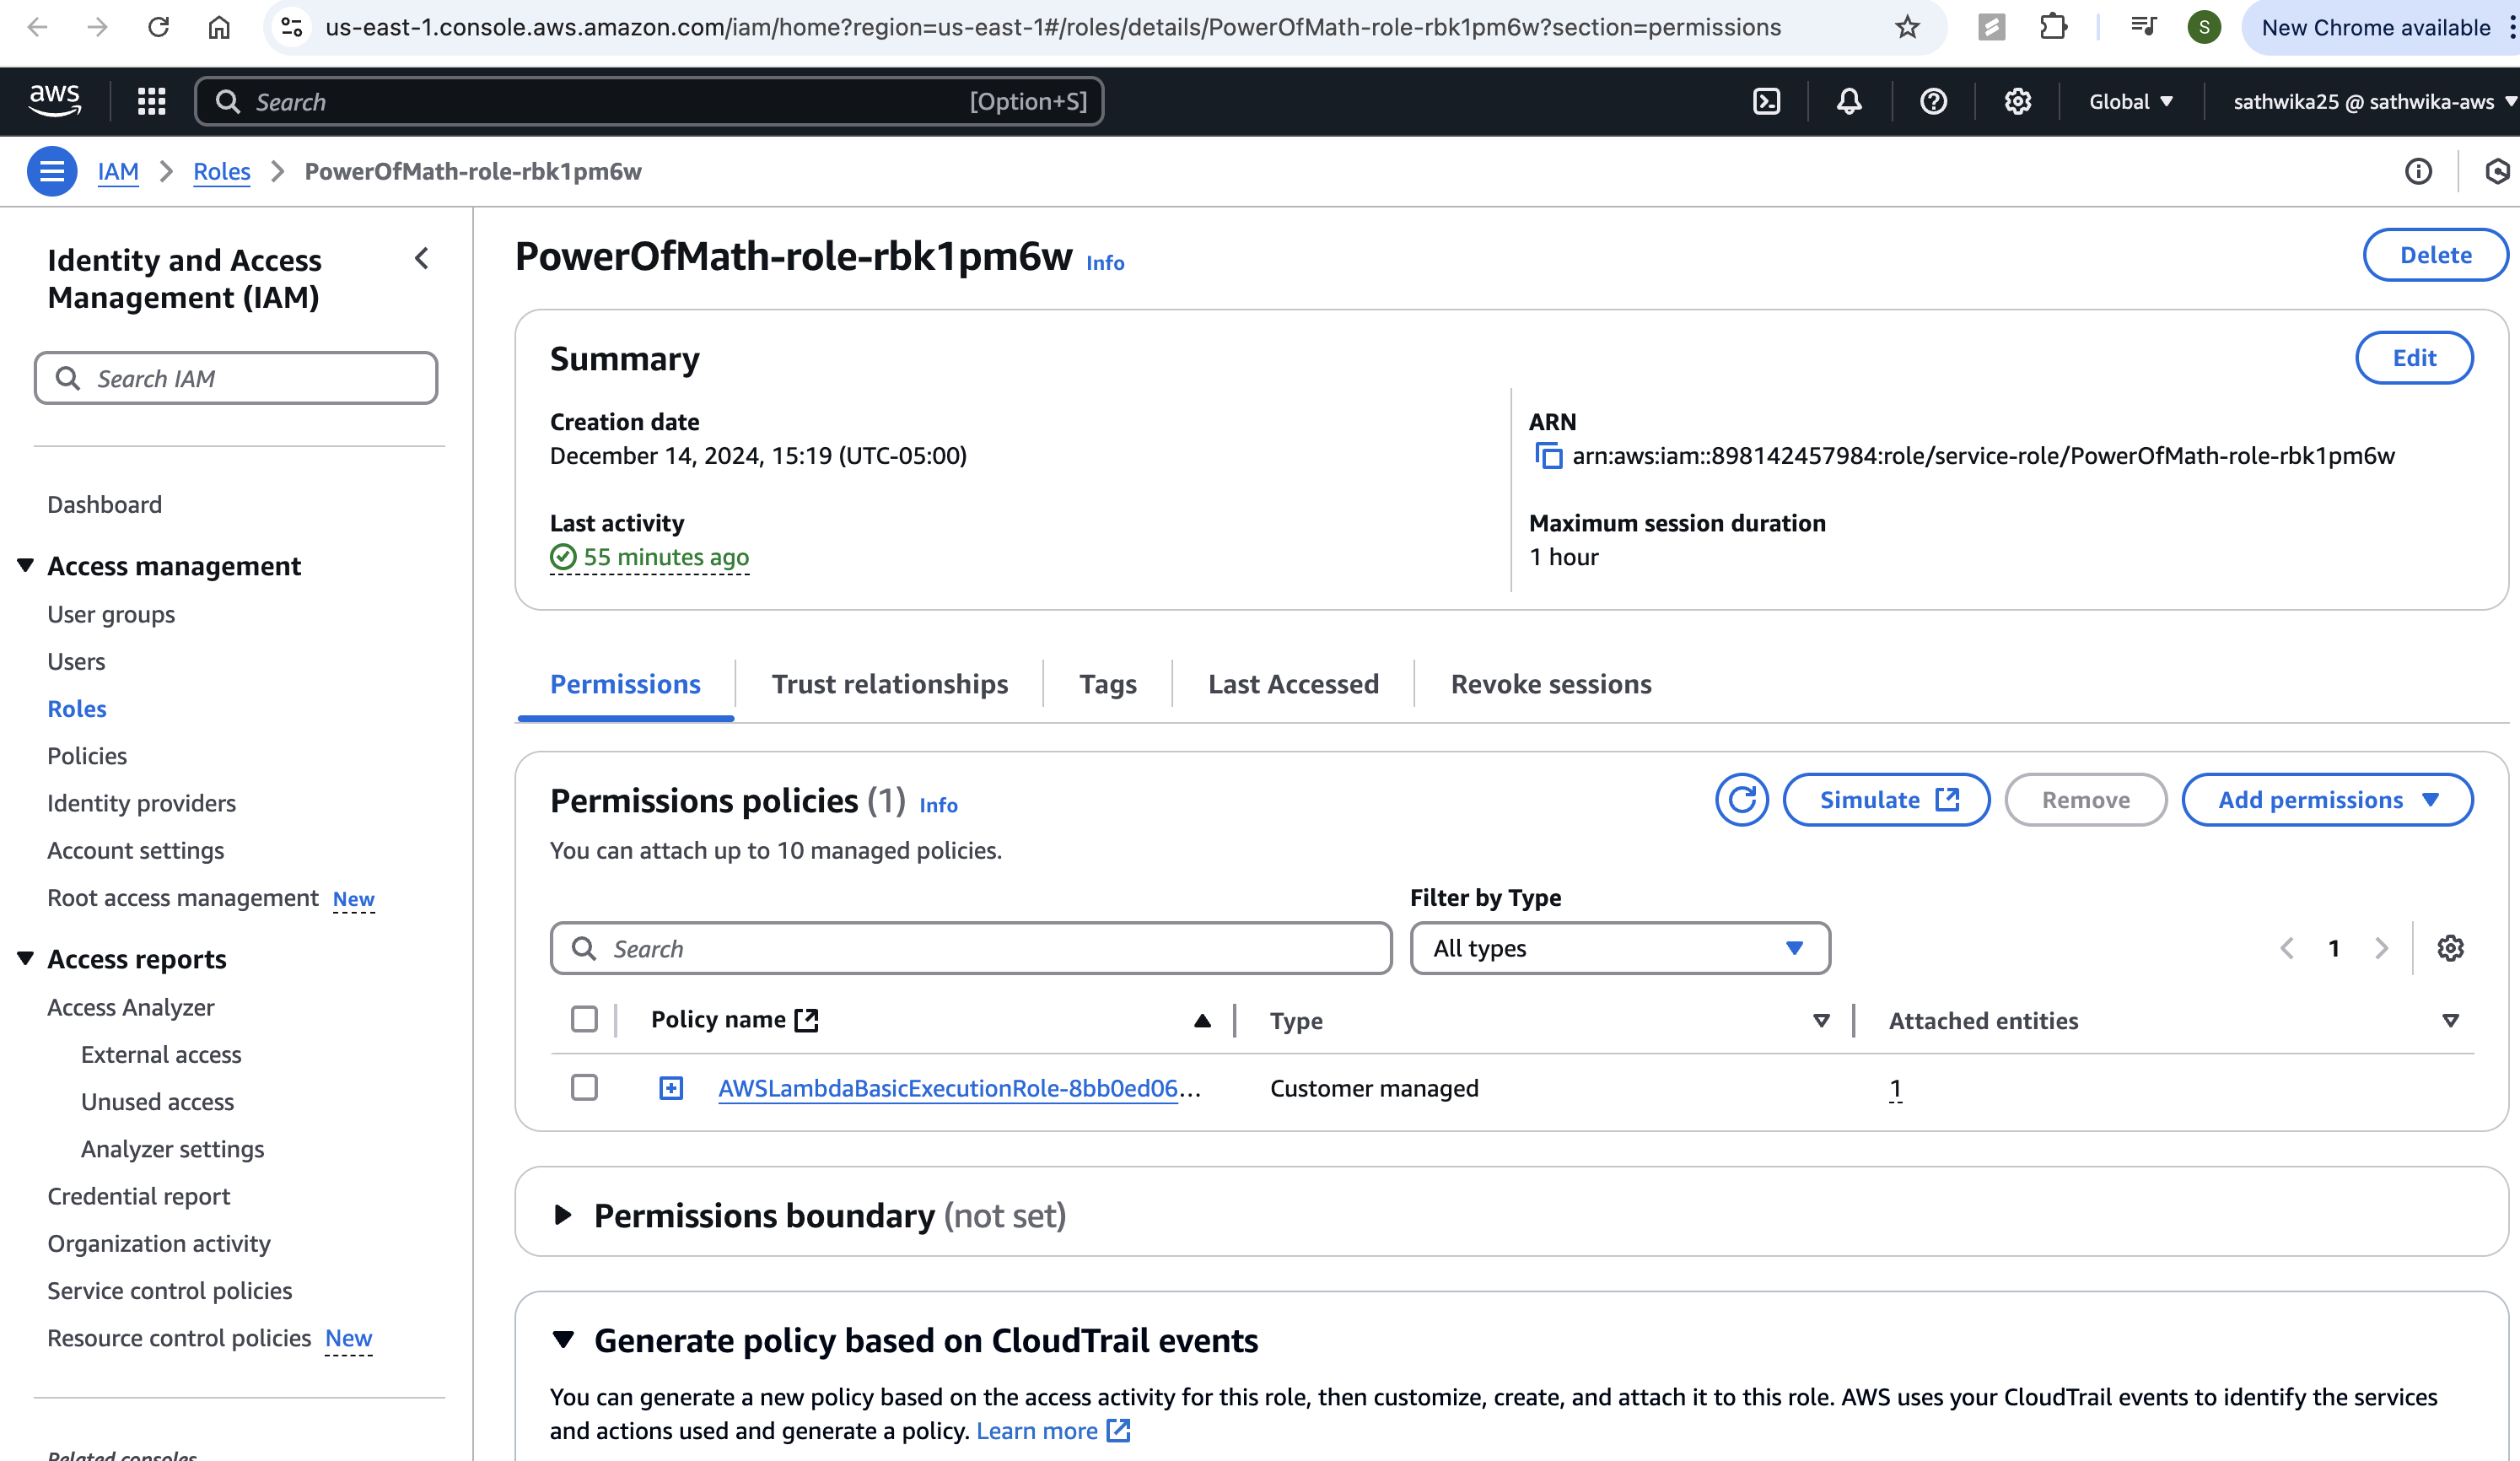 us-east-1.console.aws.amazon.com/iam/home?region=us-east-1#/roles/details/PowerOfMath-role-rbk1pm6w?section=permissions
S
New Chrome available
aws
Search
[Option+S]
Global
sathwika25 @ sathwika-aws
IAM
Roles
PowerOfMath-role-rbk1pm6w
Identity and Access
Management (IAM)
Search IAM
Dashboard
Access management
User groups
Users
Roles
Policies
Identity providers
Account settings
Root access management New
Access reports
Access Analyzer
External access
Unused access
Analyzer settings
Credential report
Organization activity
Service control policies
Resource control policies New
Related consoles
PowerOfMath-role-rbk1pm6w Info
Delete
Summary
Edit
Creation date
December 14, 2024, 15:19 (UTC-05:00)
ARN
arn:aws:iam::898142457984:role/service-role/PowerOfMath-role-rbk1pm6w
Last activity
55 minutes ago
Maximum session duration
1 hour
Permissions
Trust relationships
Tags
Last Accessed
Revoke sessions
Permissions policies (1) Info
Simulate
Remove
Add permissions
You can attach up to 10 managed policies.
Filter by Type
Search
All types
1
Policy name
Type
Attached entities
AWSLambdaBasicExecutionRole-8bb0ed06...
Customer managed
1
Permissions boundary (not set)
Generate policy based on CloudTrail events
You can generate a new policy based on the access activity for this role, then customize, create, and attach it to this role. AWS uses your CloudTrail events to identify the services
and actions used and generate a policy. Learn more